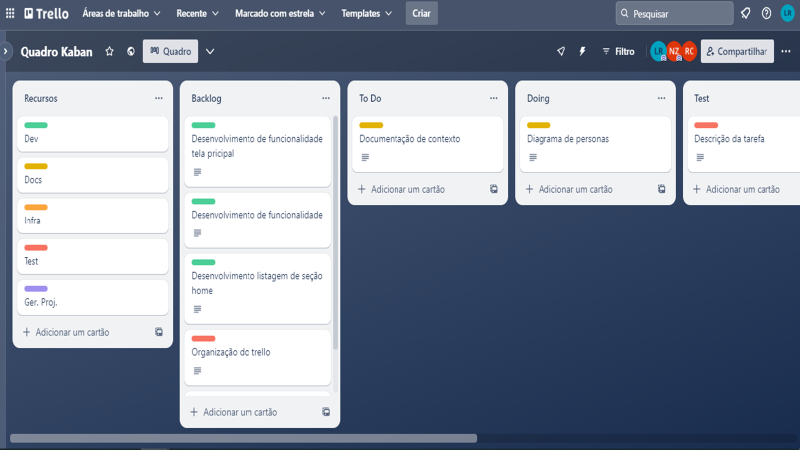 Trello
Áreas de trabalho
Recente
Marcado com estrela
Templates
Criar
Pesquisar
LR
Quadro Kaban
Quadro
Filtro
LR
NZ
RC
Compartilhar
Recursos
Dev
Docs
Infra
Test
Ger. Proj.
Adicionar um cartão
Backlog
Desenvolvimento de funcionalidade
tela pricipal
Desenvolvimento de funcionalidade
Desenvolvimento listagem de seção
home
Organização do trello
Adicionar um cartão
To Do
Documentação de contexto
Adicionar um cartão
Doing
Diagrama de personas
Adicionar um cartão
Test
Descrição da tarefa
Adicionar um cartão